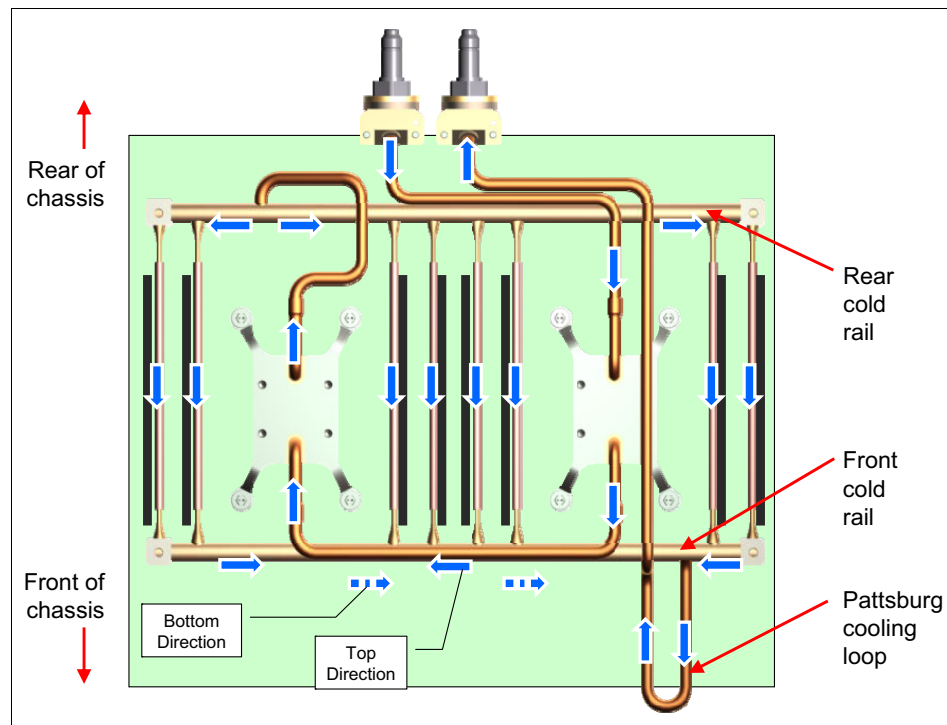 Rear of
chassis
Rear
cold
rail
Front
cold
rail
Front of
chassis
Bottom
Direction
Top
Direction
Pattsburg
cooling
loop